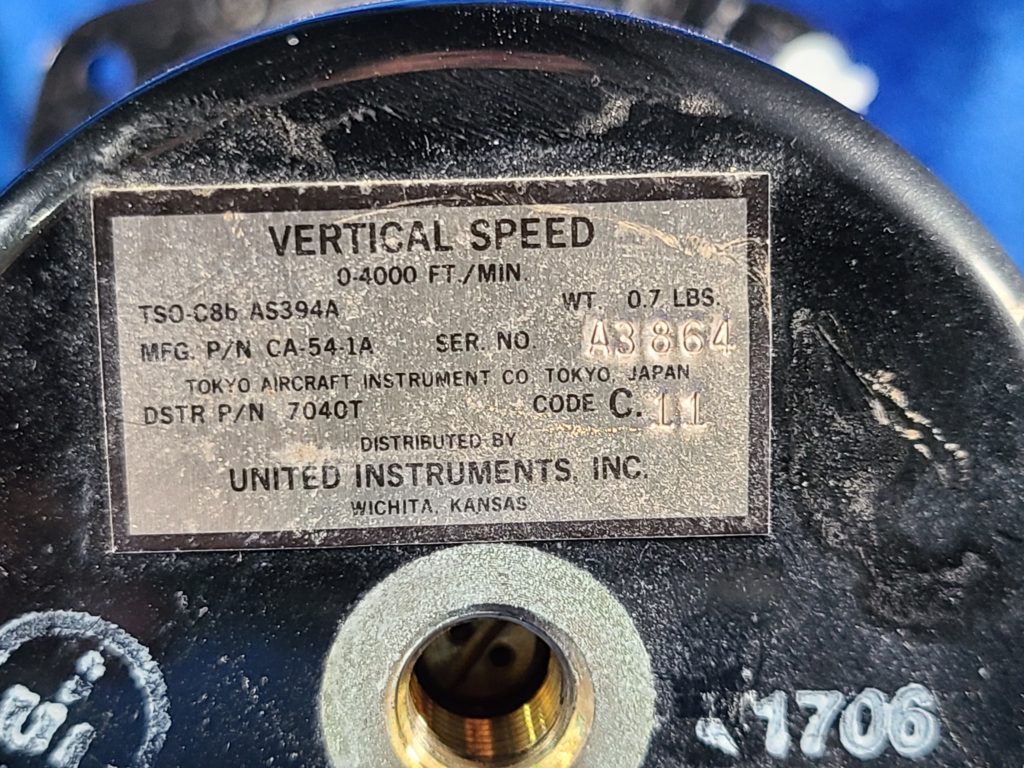 VERTICAL SPEED
0-4000 FT./MIN.
TSO-C8b AS394A WT. 0.7 LBS.
MFG. P/N CA-54-1A SER. NO. A3864
TOKYO AIRCRAFT INSTRUMENT CO. TOKYO, JAPAN
DSTR P/N 7040T CODE C.11
DISTRIBUTED BY
UNITED INSTRUMENTS, INC.
WICHITA, KANSAS
1706